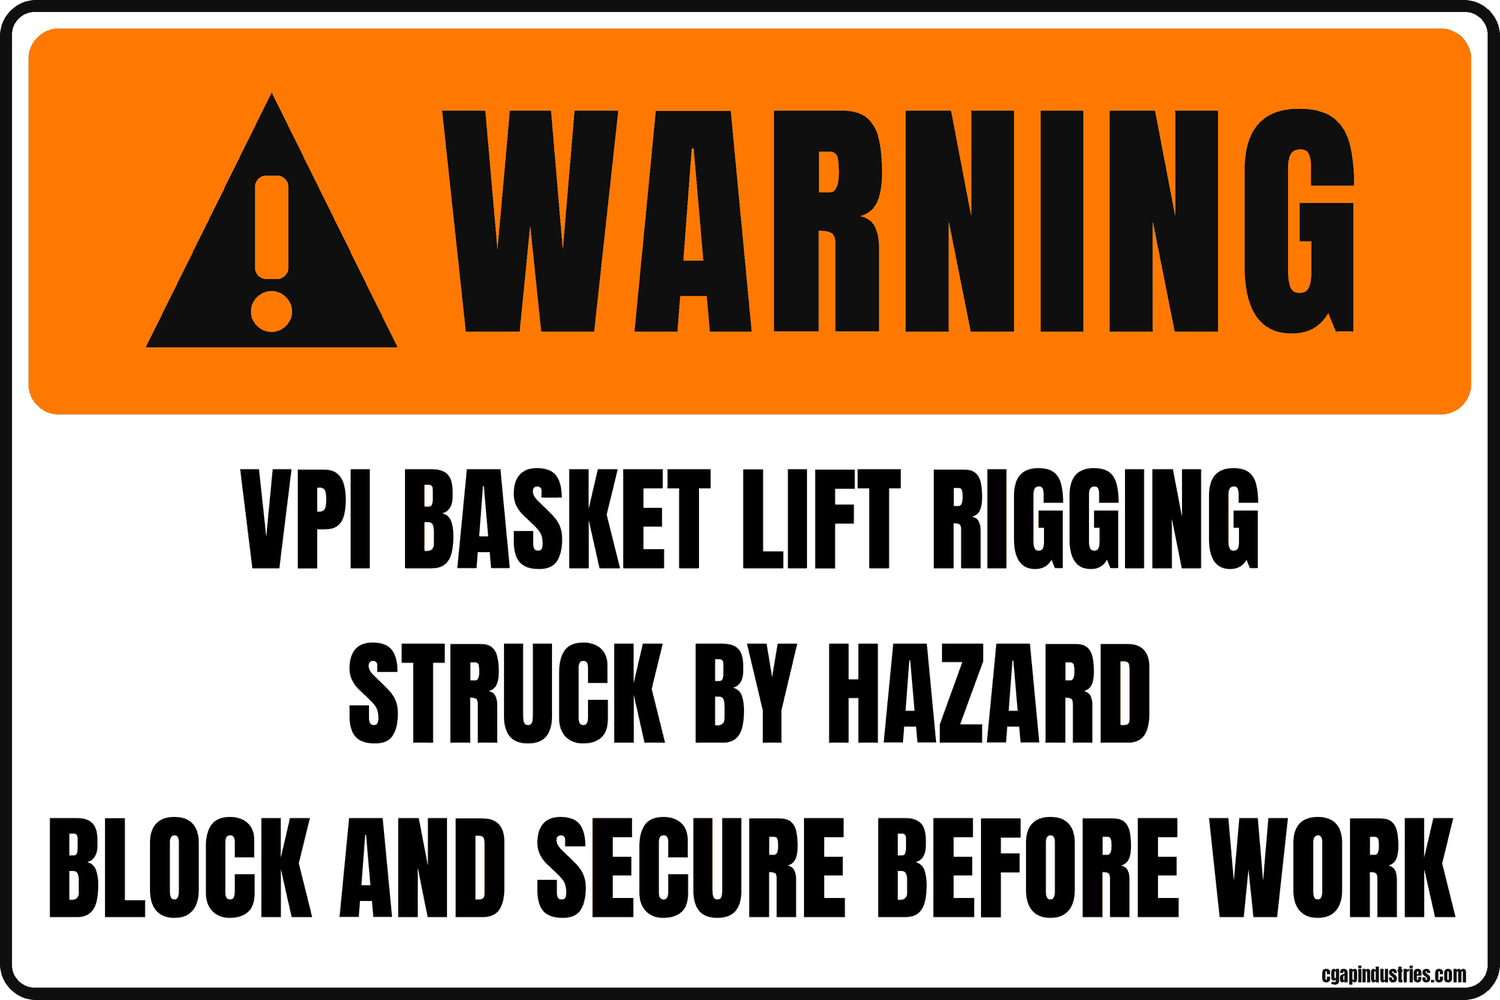 WARNING
VPI BASKET LIFT RIGGING
STRUCK BY HAZARD
BLOCK AND SECURE BEFORE WORK
cgapindustries.com